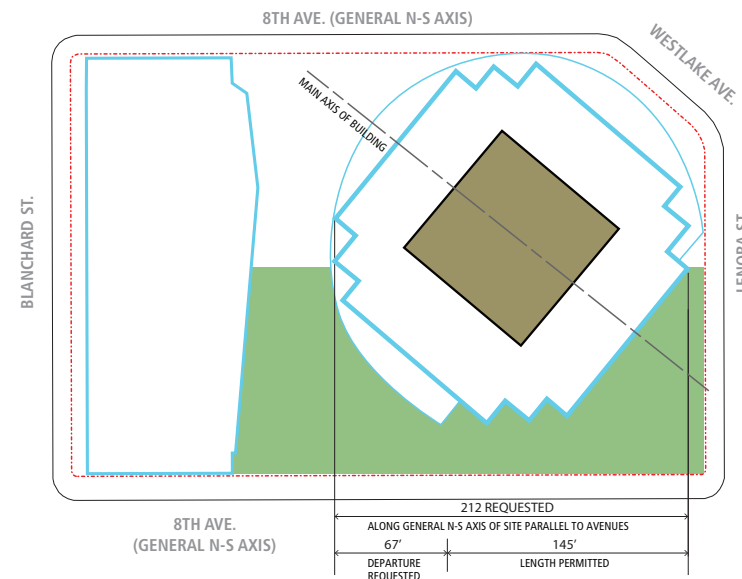 8TH AVE. (GENERAL N-S AXIS)
WESTLAKE AVE.
MAIN AXIS OF BUILDING
BLANCHARD ST.
LENORA ST.
8TH AVE.
(GENERAL N-S AXIS)
212 REQUESTED
ALONG GENERAL N-S AXIS OF SITE PARALLEL TO AVENUES
67' 145'
DEPARTURE LENGTH PERMITTED
REQUESTED